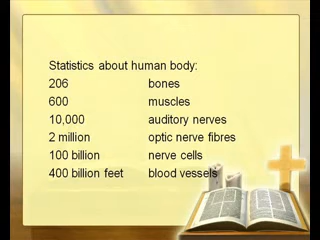 Statistics about human body:
206 bones
600 muscles
10,000 auditory nerves
2 million optic nerve fibres
100 billion nerve cells
400 billion feet blood vessels